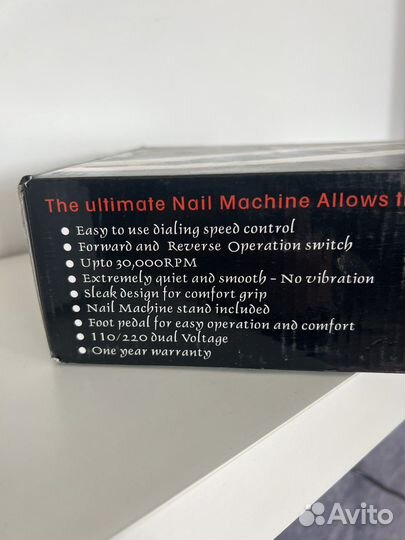 The ultimate Nail Machine Allows
Easy to use dialing speed control
Forward and Reverse Operation switch
Upto 30,000RPM
Extremely quiet and smooth - No vibration
Sleak design for comfort grip
Nail Machine stand included
Foot pedal for easy operation and comfort
110/220 dual Voltage
One year warranty
Avito